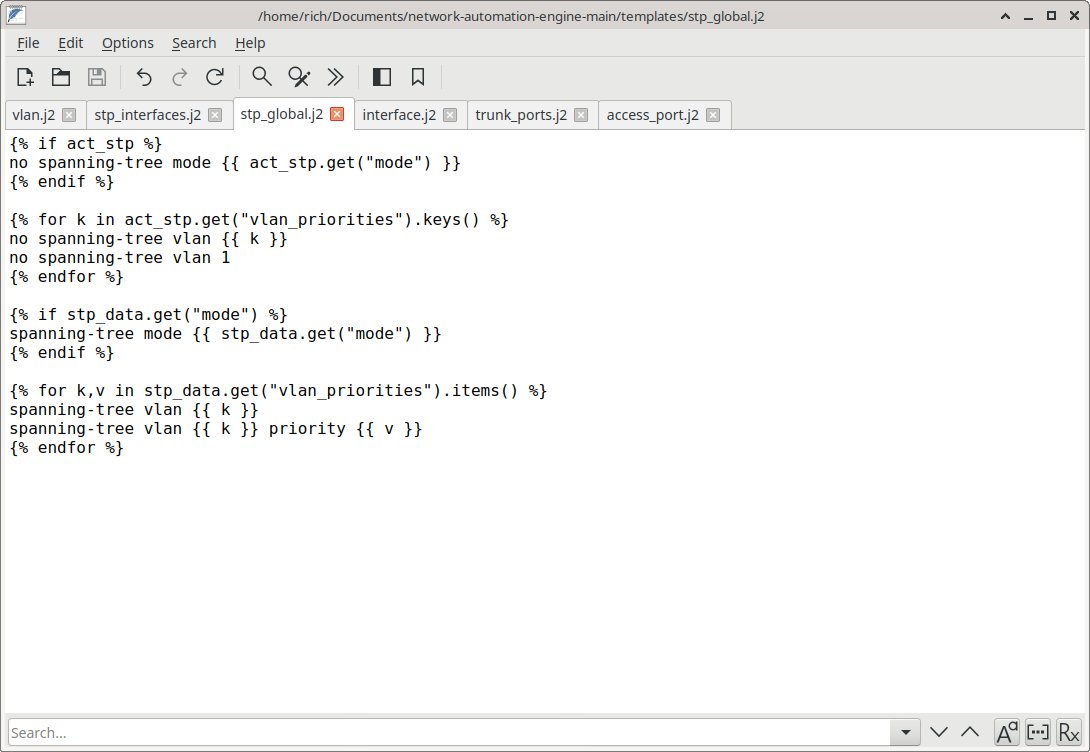 /home/rich/Documents/network-automation-engine-main/templates/stp_global.j2
File Edit Options Search Help
vlan.j2 stp_interfaces.j2 stp_global.j2 interface.j2 trunk_ports.j2 access_port.j2
{% if act_stp %}
no spanning-tree mode {{ act_stp.get("mode") }}
{% endif %}
{% for k in act_stp.get("vlan_priorities").keys() %}
no spanning-tree vlan {{ k }}
no spanning-tree vlan 1
{% endfor %}
{% if stp_data.get("mode") %}
spanning-tree mode {{ stp_data.get("mode") }}
{% endif %}
{% for k,v in stp_data.get("vlan_priorities").items() %}
spanning-tree vlan {{ k }}
spanning-tree vlan {{ k }} priority {{ v }}
{% endfor %}
Search... Aa [···] Rx